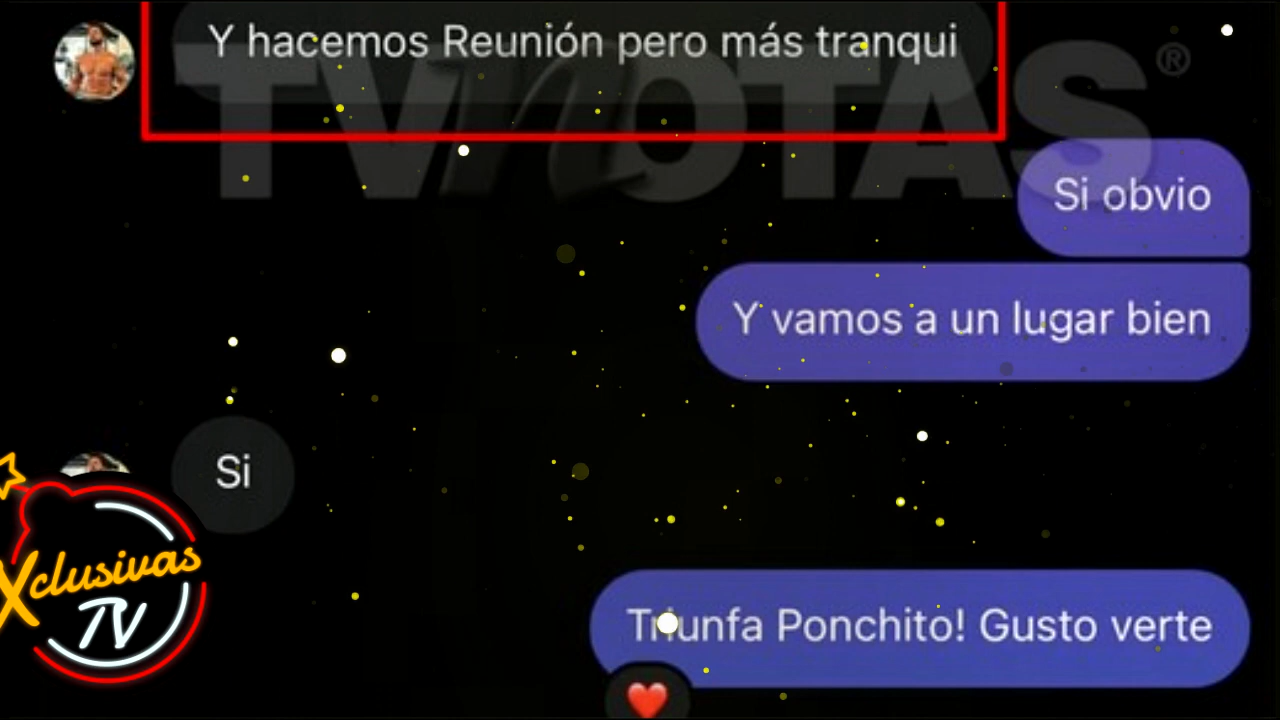 Y hacemos Reunión pero más tranqui
TVnOTAS®
Si obvio
Y vamos a un lugar bien
Si
Xclusivas
TV
Triunfa Ponchito! Gusto verte